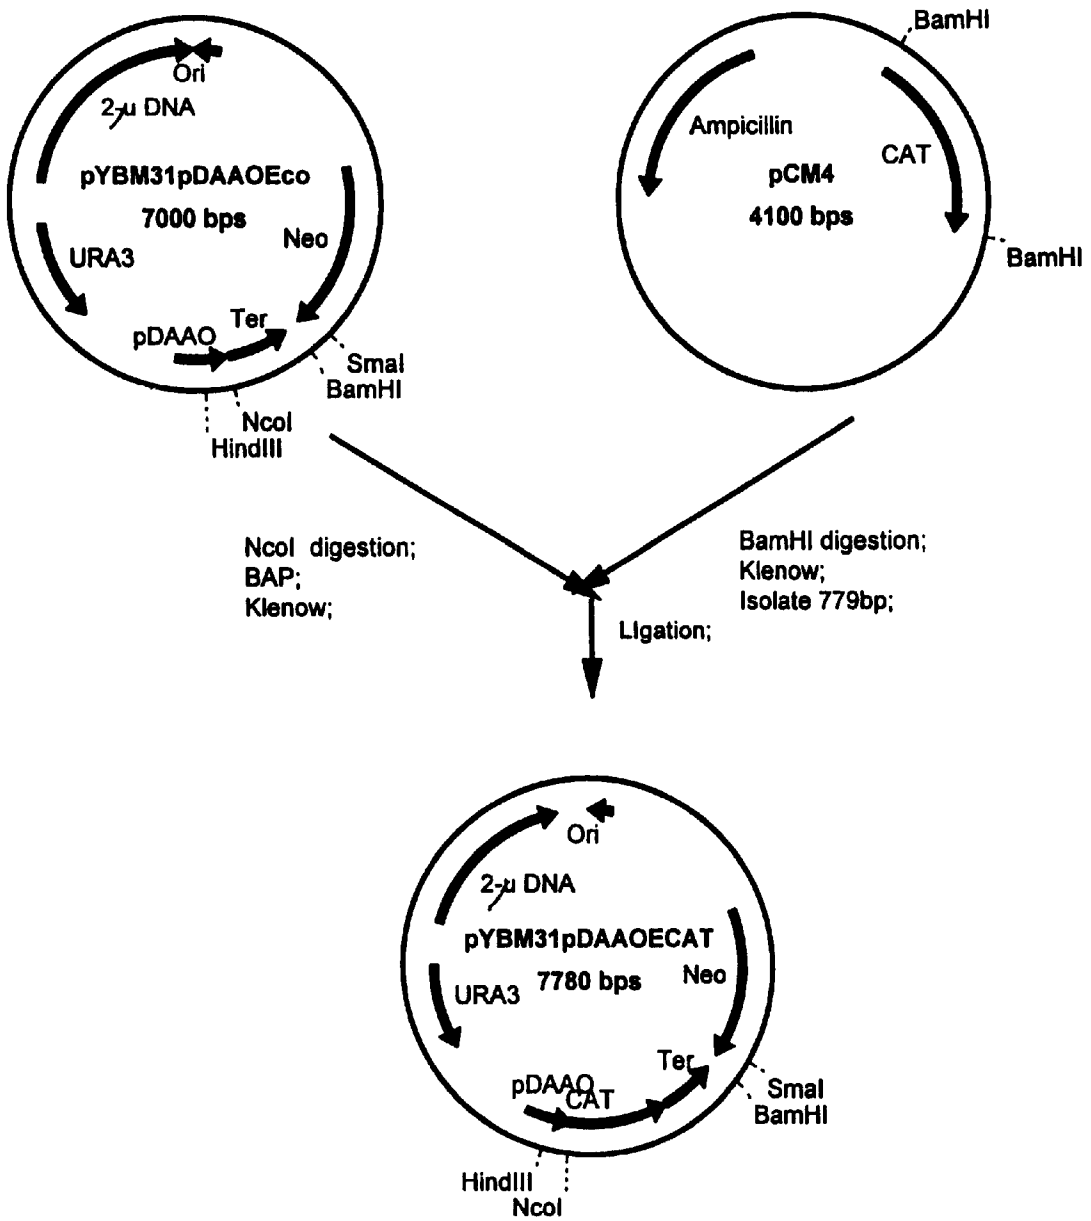 Ori
2-µ DNA
pYBM31pDAAOEco
7000 bps
Neo
URA3
Ter
pDAAO
SmaI
BamHI
NcoI
HindIII
BamHI
Ampicillin
CAT
pCM4
4100 bps
BamHI
NcoI digestion;
BAP;
Klenow;
BamHI digestion;
Klenow;
Isolate 779bp;
Ligation;
Ori
2-µ DNA
pYBM31pDAAOECAT
7780 bps
Neo
URA3
Ter
pDAAO
CAT
SmaI
BamHI
HindIII
NcoI